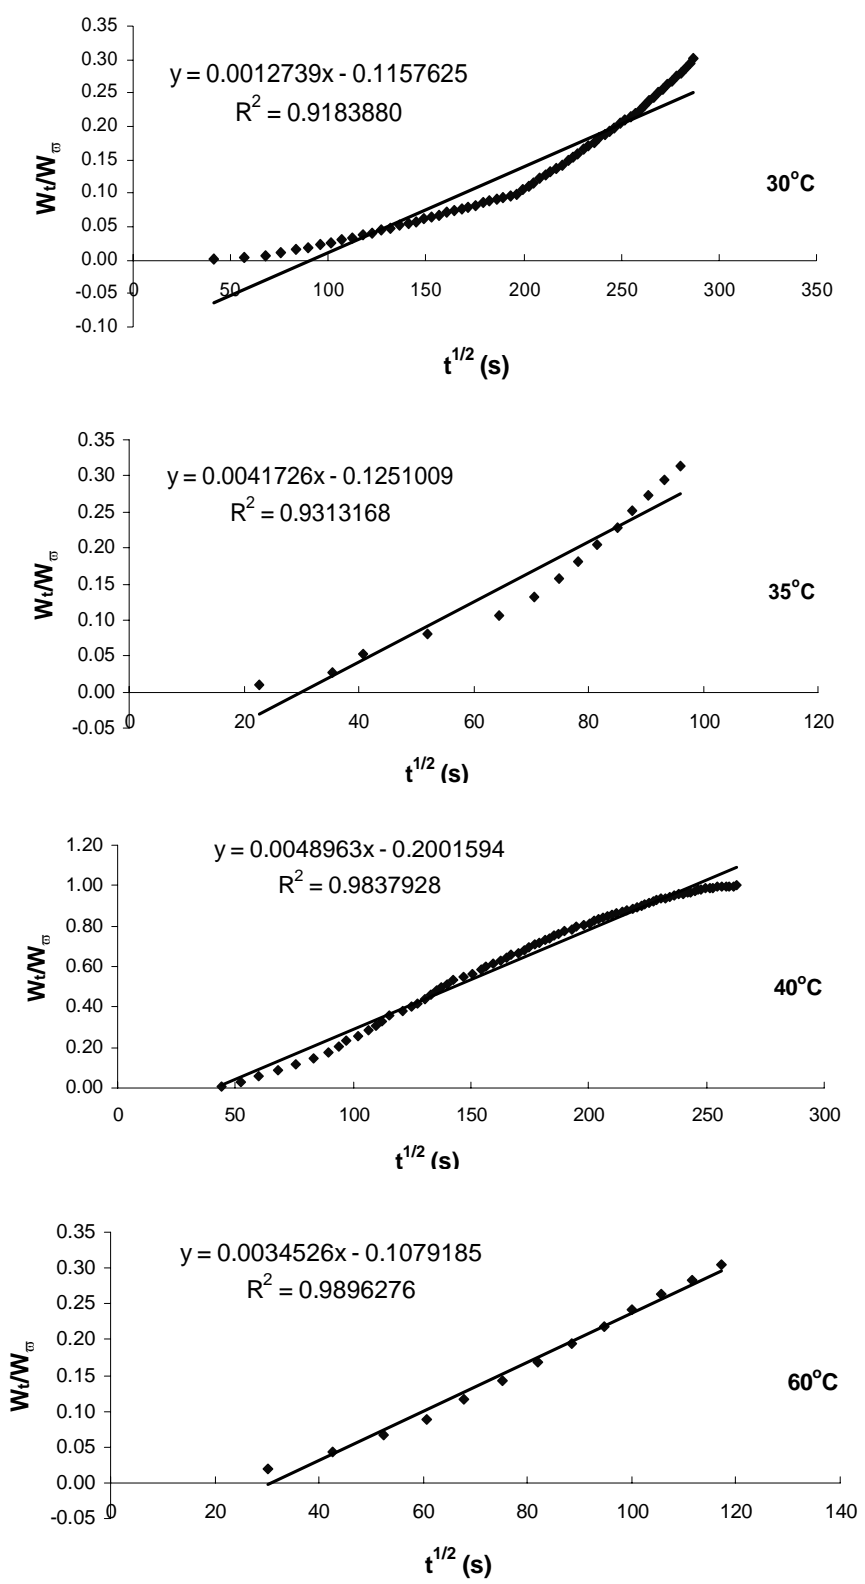 0.35
0.30
0.25
0.20
0.15
0.10
0.05
0.00
-0.05
-0.10
Wt/Wϖ
y = 0.0012739x - 0.1157625
R² = 0.9183880
30°C
0 50 100 150 200 250 300 350
t^1/2 (s)
0.35
0.30
0.25
0.20
0.15
0.10
0.05
0.00
-0.05
Wt/Wϖ
y = 0.0041726x - 0.1251009
R² = 0.9313168
35°C
0 20 40 60 80 100 120
t^1/2 (s)
1.20
1.00
0.80
0.60
0.40
0.20
0.00
Wt/Wϖ
y = 0.0048963x - 0.2001594
R² = 0.9837928
40°C
0 50 100 150 200 250 300
t^1/2 (s)
0.35
0.30
0.25
0.20
0.15
0.10
0.05
0.00
-0.05
Wt/Wϖ
y = 0.0034526x - 0.1079185
R² = 0.9896276
60°C
0 20 40 60 80 100 120 140
t^1/2 (s)